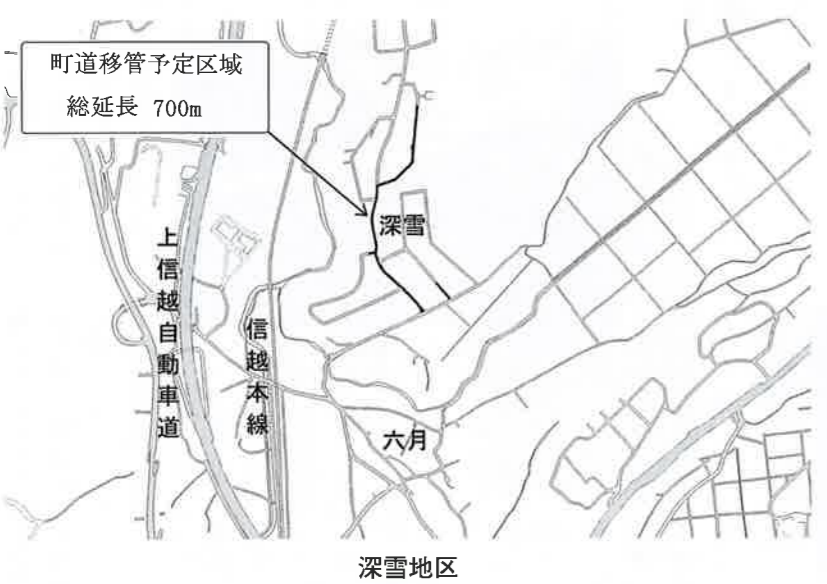 町道移管予定区域
総延長 700m
深雪
上信越自動車道
信越本線
六月
深雪地区